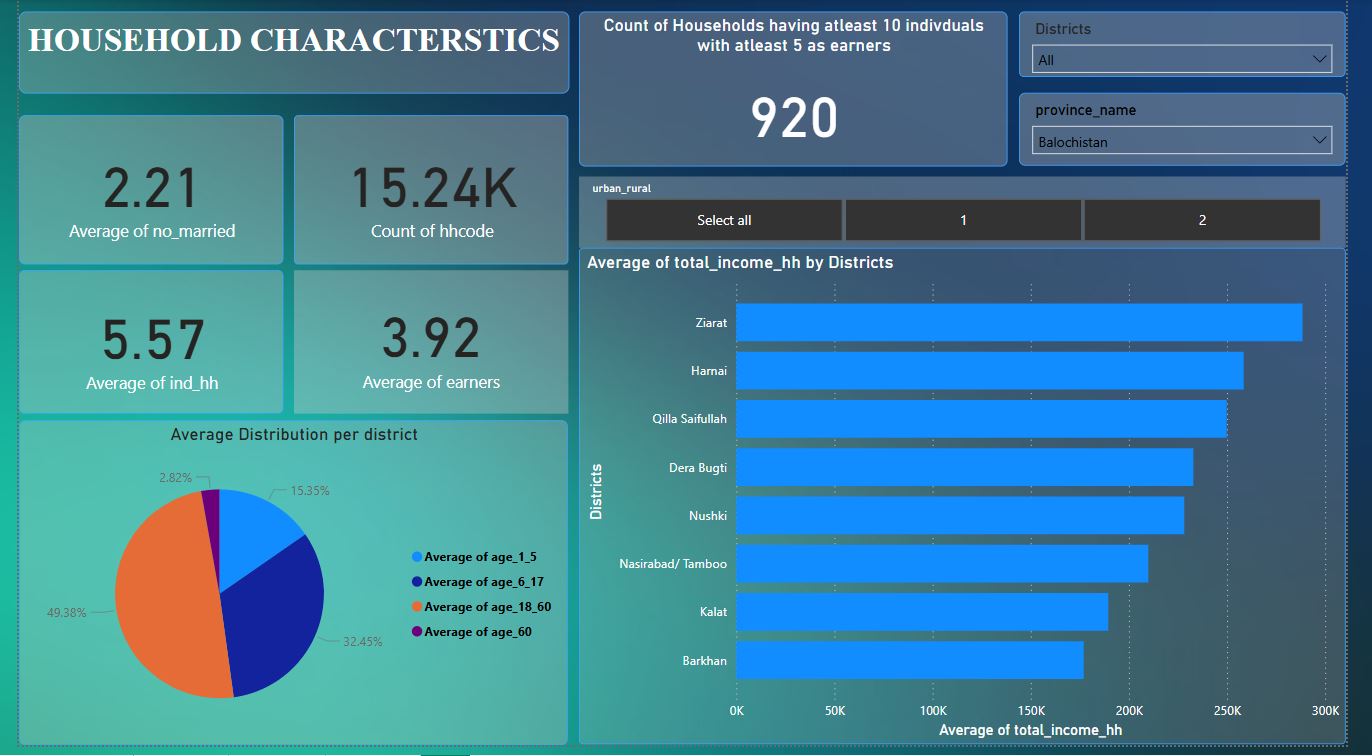 HOUSEHOLD CHARACTERSTICS
Count of Households having atleast 10 indivduals
with atleast 5 as earners
920
Districts
All
province_name
Balochistan
2.21
Average of no_married
15.24K
Count of hhcode
5.57
Average of ind_hh
3.92
Average of earners
urban_rural
Select all
1
2
Average Distribution per district
2.82%
15.35%
49.38%
32.45%
Average of age_1_5
Average of age_6_17
Average of age_18_60
Average of age_60
Average of total_income_hh by Districts
Districts
Ziarat
Harnai
Qilla Saifullah
Dera Bugti
Nushki
Nasirabad/ Tamboo
Kalat
Barkhan
0K 50K 100K 150K 200K 250K 300K
Average of total_income_hh